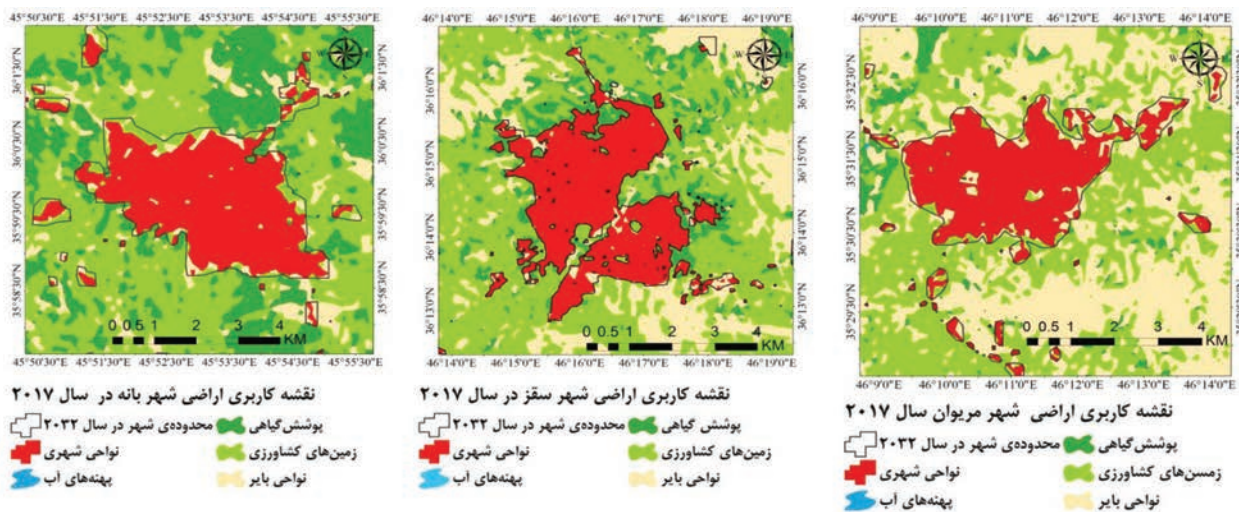 45°50'30"E 45°51'30"E 45°52'30"E 45°53'30"E 45°54'30"E 45°55'30"E
36°1'30"N
36°0'30"N
35°59'30"N
35°58'30"N
0 0.5 1 2 3 4
KM
45°50'30"E 45°51'30"E 45°52'30"E 45°53'30"E 45°54'30"E 45°55'30"E
نقشه کاربری اراضی شهر بانه در سال ۲۰۱۷
محدوده‌ی شهر در سال ۲۰۳۲
پوشش گیاهی
نواحی شهری
زمین‌های کشاورزی
پهنه‌های آب
نواحی بایر
46°14'0"E 46°15'0"E 46°16'0"E 46°17'0"E 46°18'0"E 46°19'0"E
36°16'0"N
36°15'0"N
36°14'0"N
36°13'0"N
0 0.5 1 2 3 4
KM
46°14'0"E 46°15'0"E 46°16'0"E 46°17'0"E 46°18'0"E 46°19'0"E
نقشه کاربری اراضی شهر سقز در سال ۲۰۱۷
محدوده‌ی شهر در سال ۲۰۳۲
پوشش گیاهی
نواحی شهری
زمین‌های کشاورزی
پهنه‌های آب
نواحی بایر
46°9'0"E 46°10'0"E 46°11'0"E 46°12'0"E 46°13'0"E 46°14'0"E
35°32'30"N
35°31'30"N
35°30'30"N
35°29'30"N
0 0.5 1 2 3 4
KM
46°9'0"E 46°10'0"E 46°11'0"E 46°12'0"E 46°13'0"E 46°14'0"E
نقشه کاربری اراضی شهر مریوان سال ۲۰۱۷
محدوده‌ی شهر در سال ۲۰۳۲
پوشش گیاهی
نواحی شهری
زمسن‌های کشاورزی
پهنه‌های آب
نواحی بایر